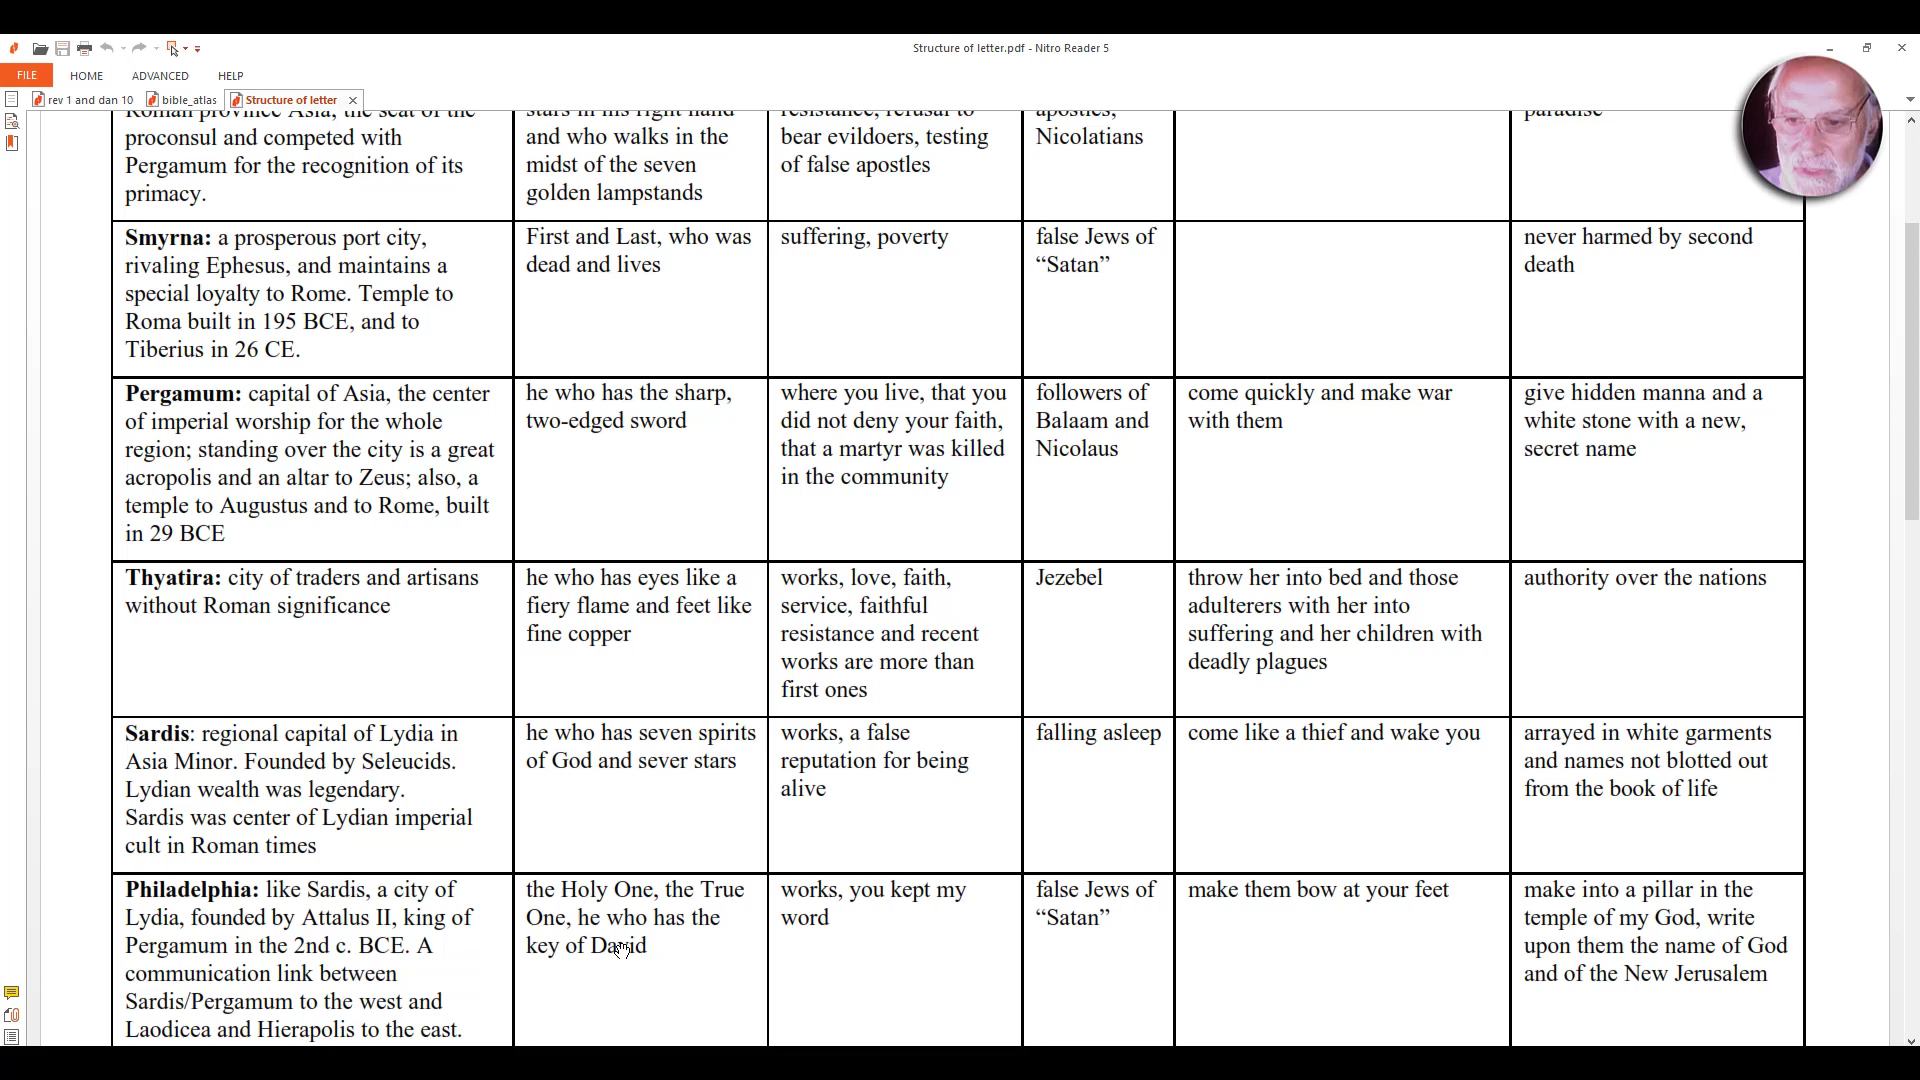 Structure of letter.pdf - Nitro Reader 5
FILE HOME ADVANCED HELP
rev 1 and dan 10 bible_atlas Structure of letter
Roman province Asia, the seat of the
proconsul and competed with
Pergamum for the recognition of its
primacy.
stars in his right hand
and who walks in the
midst of the seven
golden lampstands
resistance, refusal to
bear evildoers, testing
of false apostles
apostles,
Nicolatians
paradise
Smyrna: a prosperous port city,
rivaling Ephesus, and maintains a
special loyalty to Rome. Temple to
Roma built in 195 BCE, and to
Tiberius in 26 CE.
First and Last, who was
dead and lives
suffering, poverty
false Jews of
“Satan”
never harmed by second
death
Pergamum: capital of Asia, the center
of imperial worship for the whole
region; standing over the city is a great
acropolis and an altar to Zeus; also, a
temple to Augustus and to Rome, built
in 29 BCE
he who has the sharp,
two-edged sword
where you live, that you
did not deny your faith,
that a martyr was killed
in the community
followers of
Balaam and
Nicolaus
come quickly and make war
with them
give hidden manna and a
white stone with a new,
secret name
Thyatira: city of traders and artisans
without Roman significance
he who has eyes like a
fiery flame and feet like
fine copper
works, love, faith,
service, faithful
resistance and recent
works are more than
first ones
Jezebel
throw her into bed and those
adulterers with her into
suffering and her children with
deadly plagues
authority over the nations
Sardis: regional capital of Lydia in
Asia Minor. Founded by Seleucids.
Lydian wealth was legendary.
Sardis was center of Lydian imperial
cult in Roman times
he who has seven spirits
of God and sever stars
works, a false
reputation for being
alive
falling asleep
come like a thief and wake you
arrayed in white garments
and names not blotted out
from the book of life
Philadelphia: like Sardis, a city of
Lydia, founded by Attalus II, king of
Pergamum in the 2nd c. BCE. A
communication link between
Sardis/Pergamum to the west and
Laodicea and Hierapolis to the east.
the Holy One, the True
One, he who has the
key of David
works, you kept my
word
false Jews of
“Satan”
make them bow at your feet
make into a pillar in the
temple of my God, write
upon them the name of God
and of the New Jerusalem